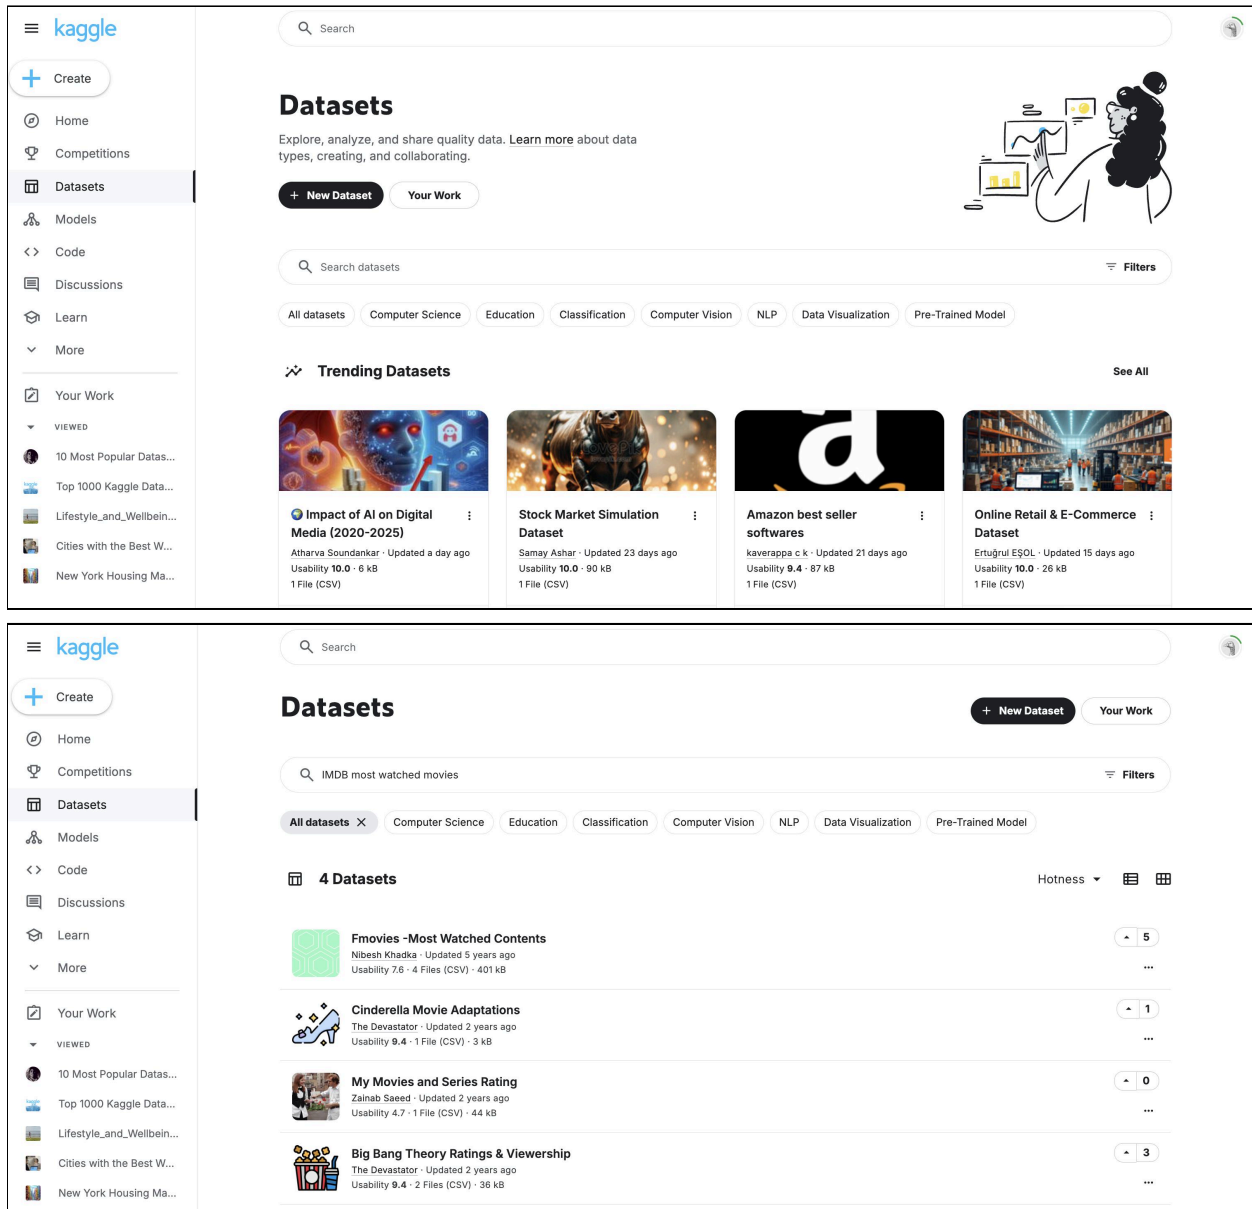 kaggle
Search
Create
Home
Competitions
Datasets
Models
Code
Discussions
Learn
More
Your Work
VIEWED
10 Most Popular Datas...
Top 1000 Kaggle Data...
Lifestyle_and_Wellbein...
Cities with the Best W...
New York Housing Ma...
Datasets
Explore, analyze, and share quality data. Learn more about data
types, creating, and collaborating.
+ New Dataset
Your Work
Search datasets
Filters
All datasets
Computer Science
Education
Classification
Computer Vision
NLP
Data Visualization
Pre-Trained Model
Trending Datasets
See All
Impact of AI on Digital
Media (2020-2025)
Atharva Soundankar · Updated a day ago
Usability 10.0 · 6 kB
1 File (CSV)
Stock Market Simulation
Dataset
Samay Ashar · Updated 23 days ago
Usability 10.0 · 90 kB
1 File (CSV)
a
Amazon best seller
softwares
kaverappa c k · Updated 21 days ago
Usability 9.4 · 87 kB
1 File (CSV)
Online Retail & E-Commerce
Dataset
Ertuğrul EŞOL · Updated 15 days ago
Usability 10.0 · 26 kB
1 File (CSV)
kaggle
Search
Create
Home
Competitions
Datasets
Models
Code
Discussions
Learn
More
Your Work
VIEWED
10 Most Popular Datas...
Top 1000 Kaggle Data...
Lifestyle_and_Wellbein...
Cities with the Best W...
New York Housing Ma...
Datasets
+ New Dataset
Your Work
IMDB most watched movies
Filters
All datasets
Computer Science
Education
Classification
Computer Vision
NLP
Data Visualization
Pre-Trained Model
4 Datasets
Hotness
Fmovies -Most Watched Contents
Nibesh Khadka · Updated 5 years ago
Usability 7.6 · 4 Files (CSV) · 401 kB
5
Cinderella Movie Adaptations
The Devastator · Updated 2 years ago
Usability 9.4 · 1 File (CSV) · 3 kB
1
My Movies and Series Rating
Zainab Saeed · Updated 2 years ago
Usability 4.7 · 1 File (CSV) · 44 kB
0
Big Bang Theory Ratings & Viewership
The Devastator · Updated 2 years ago
Usability 9.4 · 2 Files (CSV) · 36 kB
3